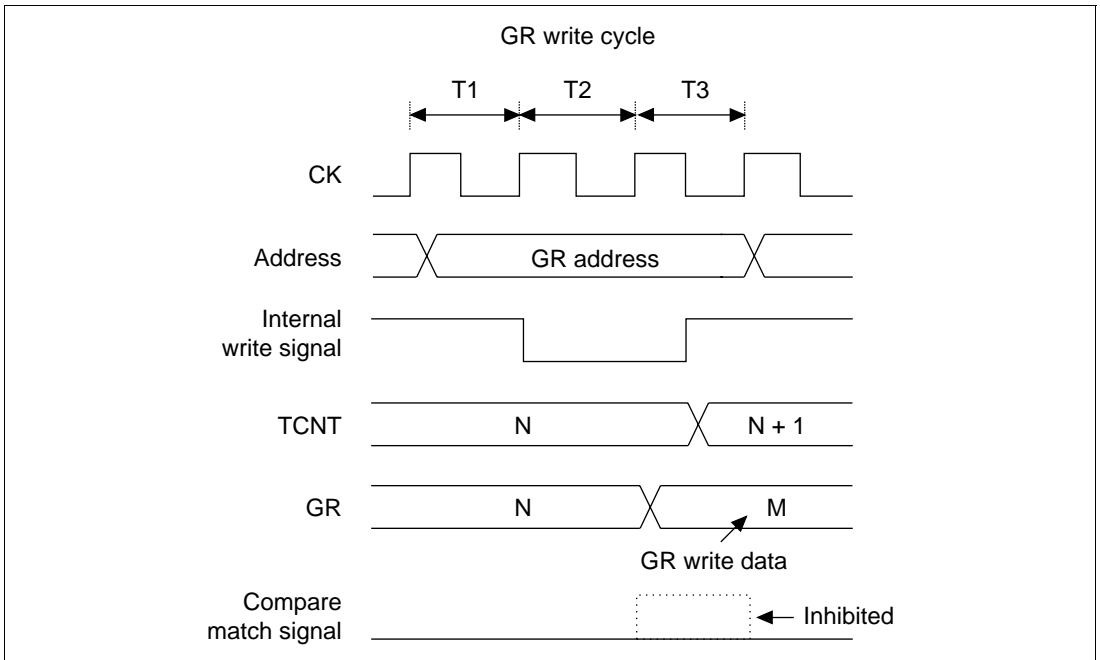 GR write cycle
T1 T2 T3
CK
Address
GR address
Internal
write signal
TCNT
N
N + 1
GR
N
M
GR write data
Compare
match signal
Inhibited